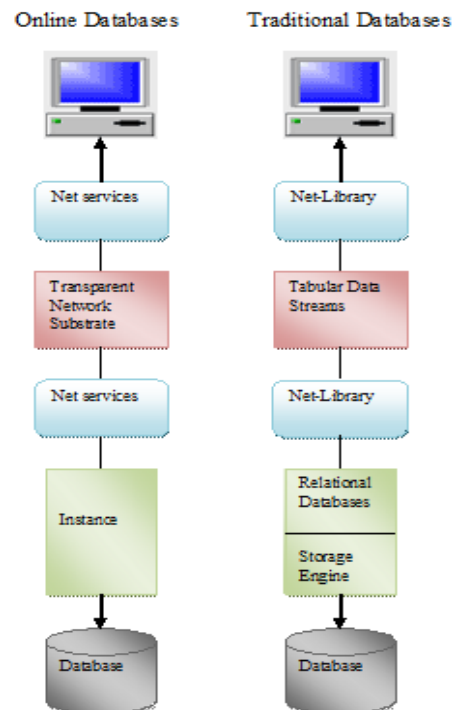 Online Databases
Traditional Databases
Net services
Net-Library
Transparent
Network
Substrate
Tabular Data
Streams
Net services
Net-Library
Instance
Relational
Databases
Storage
Engine
Database
Database